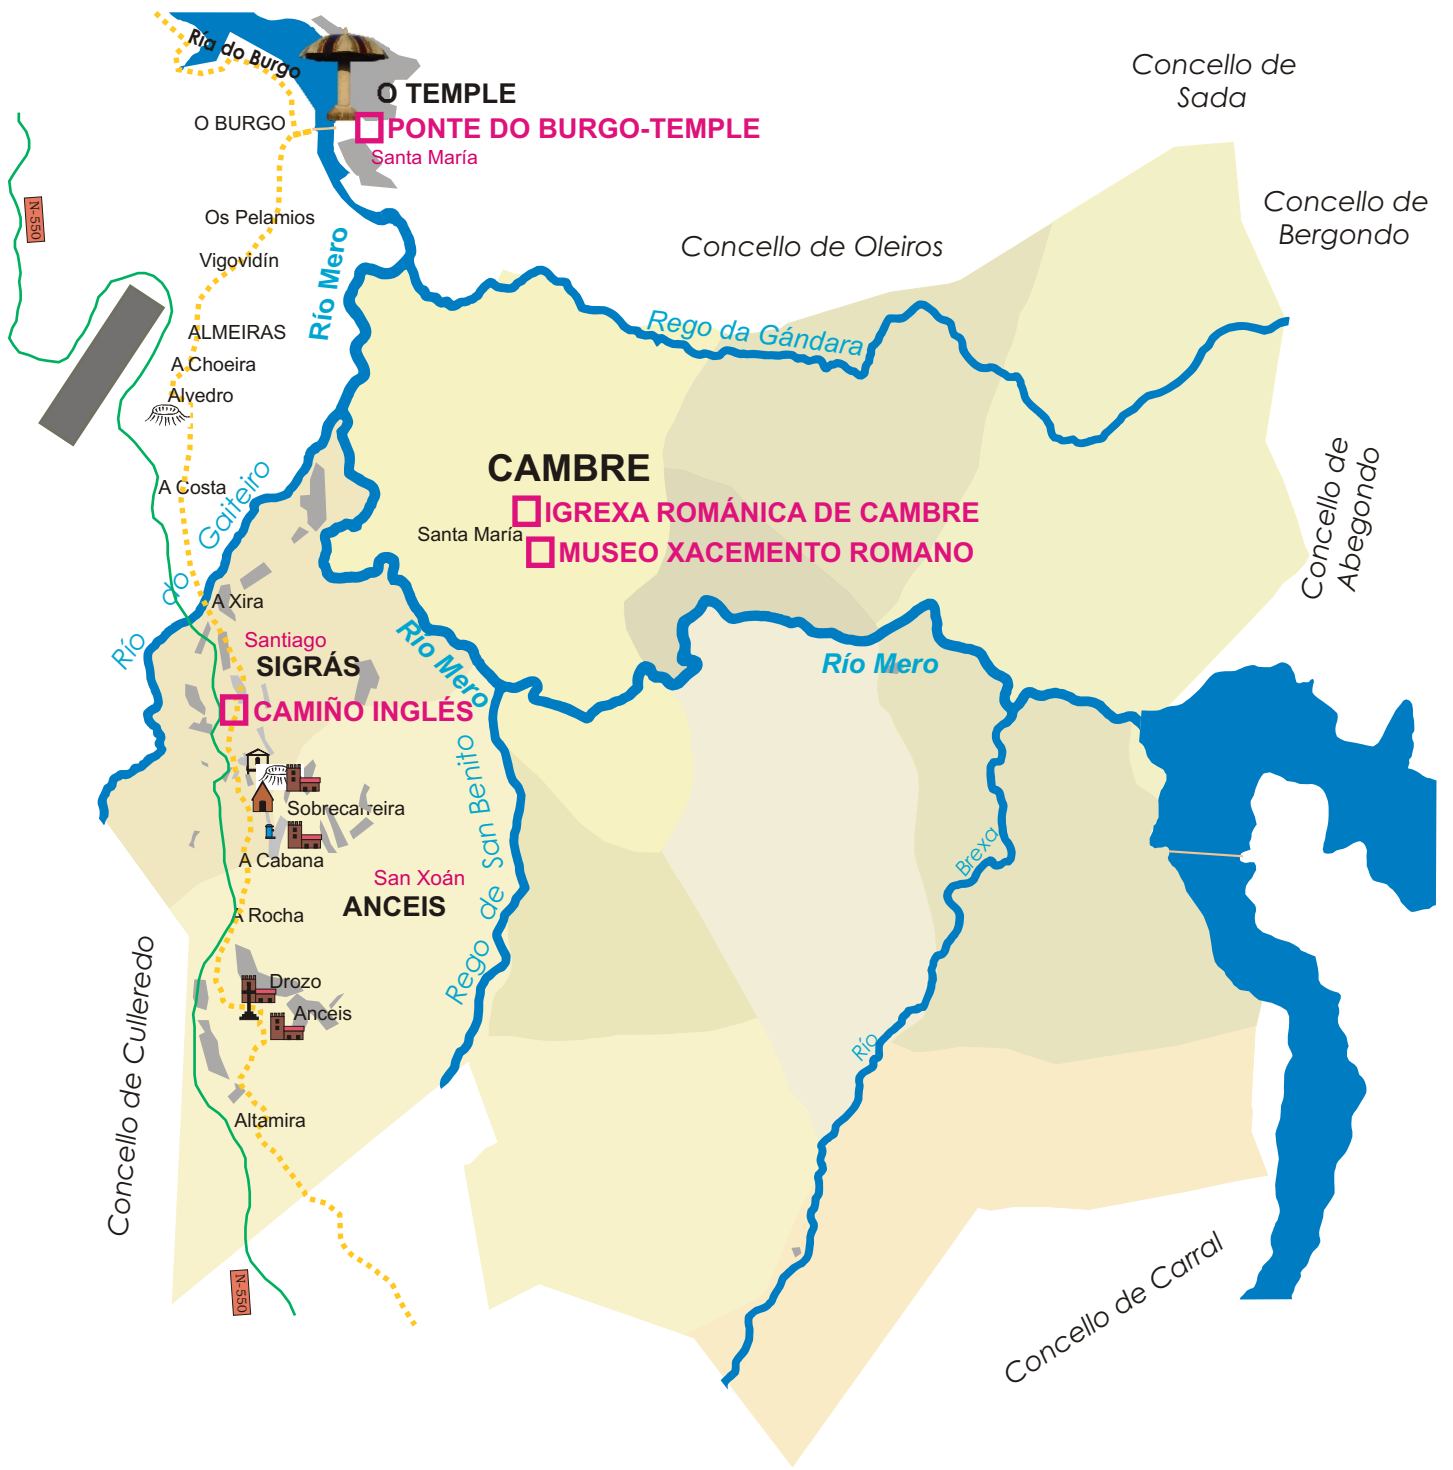 Ría do Burgo
O TEMPLE
PONTE DO BURGO-TEMPLE
Santa María
O BURGO
Concello de
Sada
Concello de
Bergondo
N-550
Os Pelamios
Vigovidín
Río Mero
Concello de Oleiros
Rego da Gándara
ALMEIRAS
A Choeira
Alvedro
A Costa
Río do Gaiteiro
CAMBRE
IGREXA ROMÁNICA DE CAMBRE
Santa María
MUSEO XACEMENTO ROMANO
Concello de
Abegondo
A Xira
Santiago
SIGRÁS
CAMIÑO INGLÉS
Río Mero
Río Mero
Sobrecarreira
A Cabana
San Xoán
ANCEIS
A Rocha
Rego de San Benito
Río Brexa
Drozo
Anceis
Altamira
Concello de Culleredo
N-550
Concello de Carral